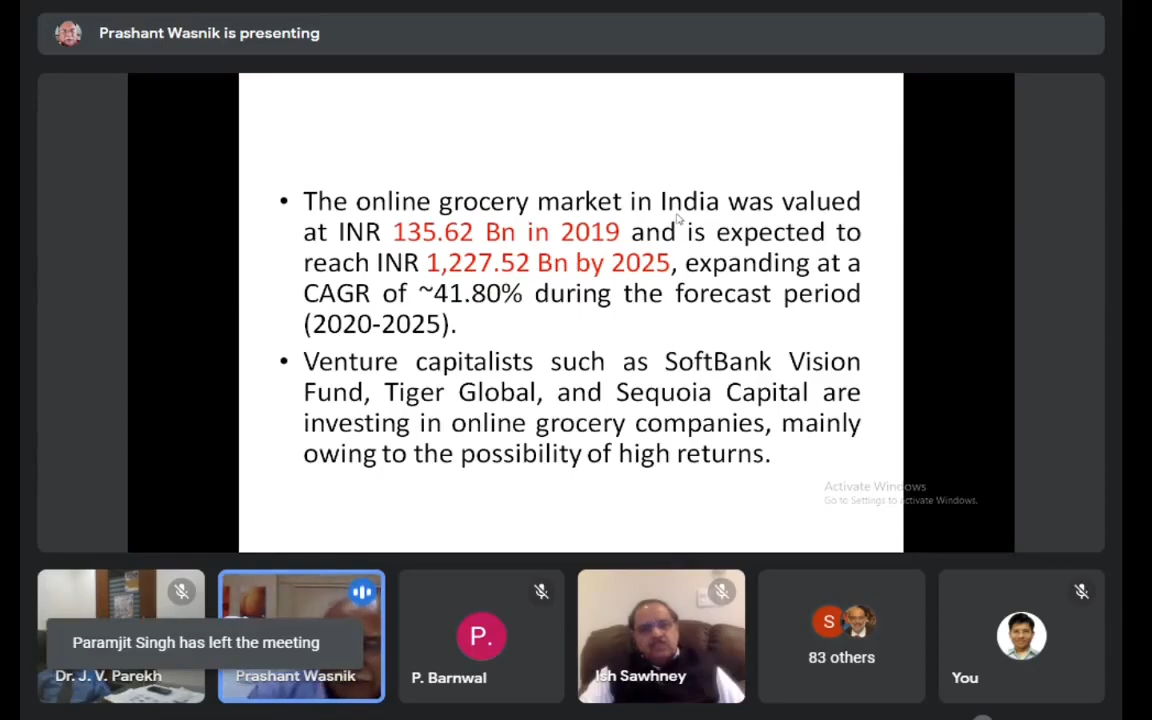 Prashant Wasnik is presenting
• The online grocery market in India was valued
at INR 135.62 Bn in 2019 and is expected to
reach INR 1,227.52 Bn by 2025, expanding at a
CAGR of ~41.80% during the forecast period
(2020-2025).
• Venture capitalists such as SoftBank Vision
Fund, Tiger Global, and Sequoia Capital are
investing in online grocery companies, mainly
owing to the possibility of high returns.
Activate Windows
Go to Settings to activate Windows.
Paramjit Singh has left the meeting
Dr. J. V. Parekh
Prashant Wasnik
P.
P. Barnwal
Ish Sawhney
S
83 others
You